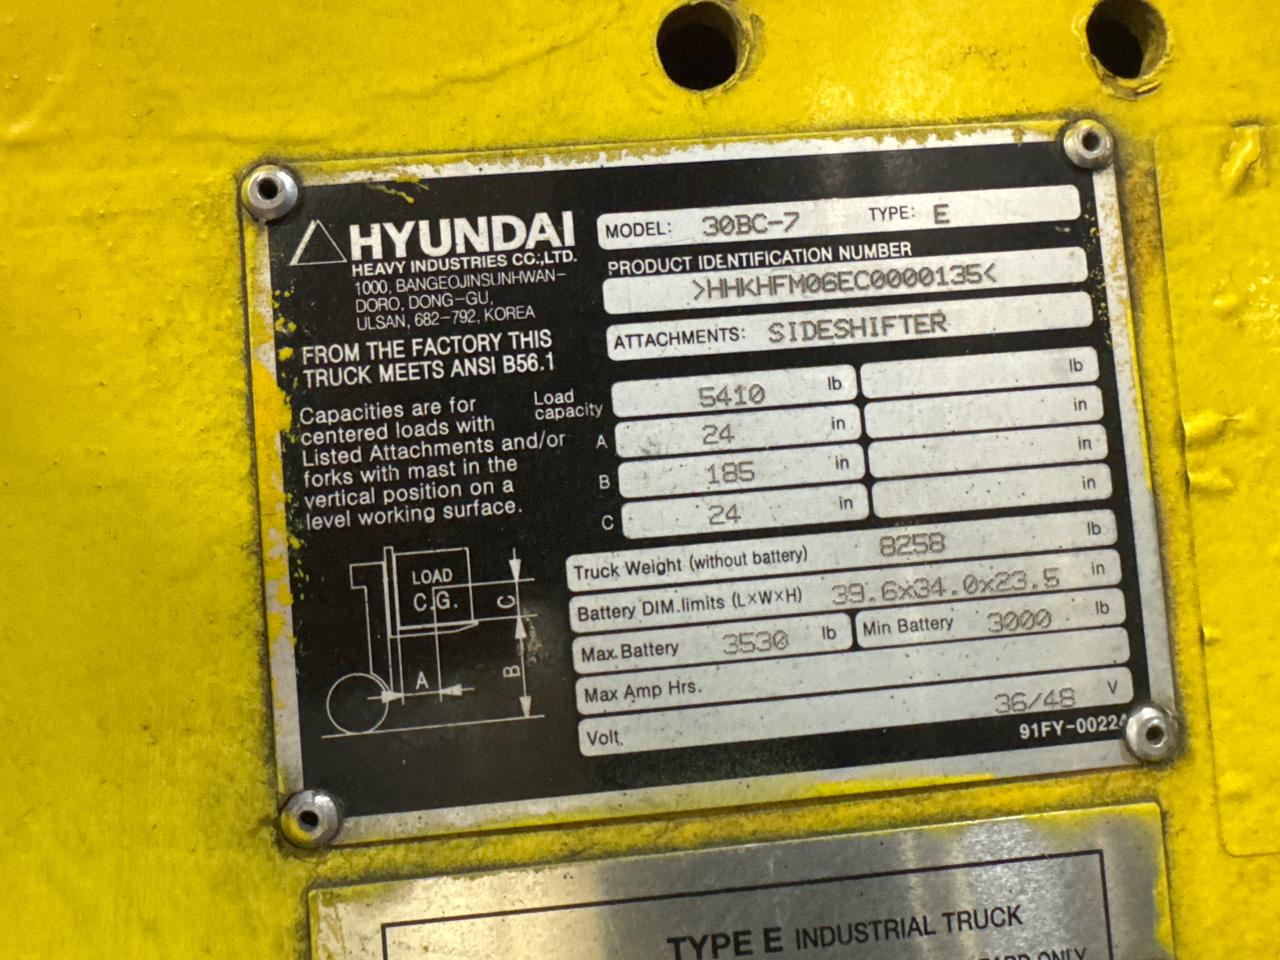 HYUNDAI
HEAVY INDUSTRIES CO.,LTD.
1000, BANGEOJINSUNHWAN-
DORO, DONG-GU,
ULSAN, 682-792, KOREA
FROM THE FACTORY THIS
TRUCK MEETS ANSI B56.1
Capacities are for
centered loads with
Listed Attachments and/or
forks with mast in the
vertical position on a
level working surface.
LOAD
C.G.
A
B
C
MODEL: 30BC-7 TYPE: E
PRODUCT IDENTIFICATION NUMBER
>HHKHFM06EC0000135<
ATTACHMENTS: SIDESHIFTER
Load capacity 5410 lb lb
A 24 in in
B 185 in in
C 24 in in
Truck Weight (without battery) 8258 lb
Battery DIM.limits (L×W×H) 39.6x34.0x23.5 in
Max.Battery 3530 lb Min Battery 3000 lb
Max Amp Hrs.
Volt 36/48 V
91FY-0022
TYPE E INDUSTRIAL TRUCK
ONLY